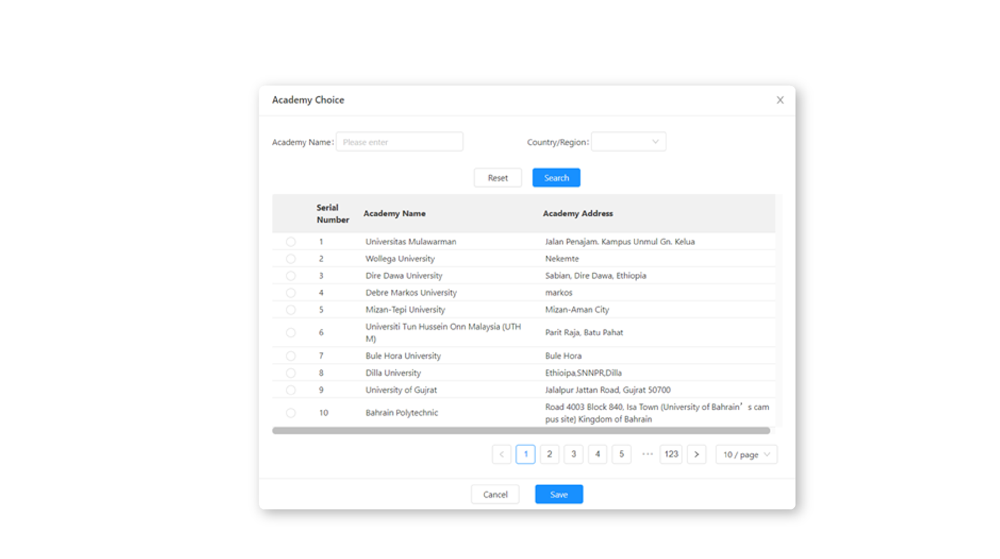 Academy Choice
Academy Name: Please enter Country/Region:
Reset Search
Serial Number Academy Name Academy Address
1 Universitas Mulawarman Jalan Penajam. Kampus Unmul Gn. Kelua
2 Wollega University Nekemte
3 Dire Dawa University Sabian, Dire Dawa, Ethiopia
4 Debre Markos University markos
5 Mizan-Tepi University Mizan-Aman City
6 Universiti Tun Hussein Onn Malaysia (UTH
M) Parit Raja, Batu Pahat
7 Bule Hora University Bule Hora
8 Dilla University Ethioipa,SNNPR,Dilla
9 University of Gujrat Jalalpur Jattan Road, Gujrat 50700
10 Bahrain Polytechnic Road 4003 Block 840, Isa Town (University of Bahrain’ s cam
pus site) Kingdom of Bahrain
< 1 2 3 4 5 ••• 123 > 10 / page
Cancel Save